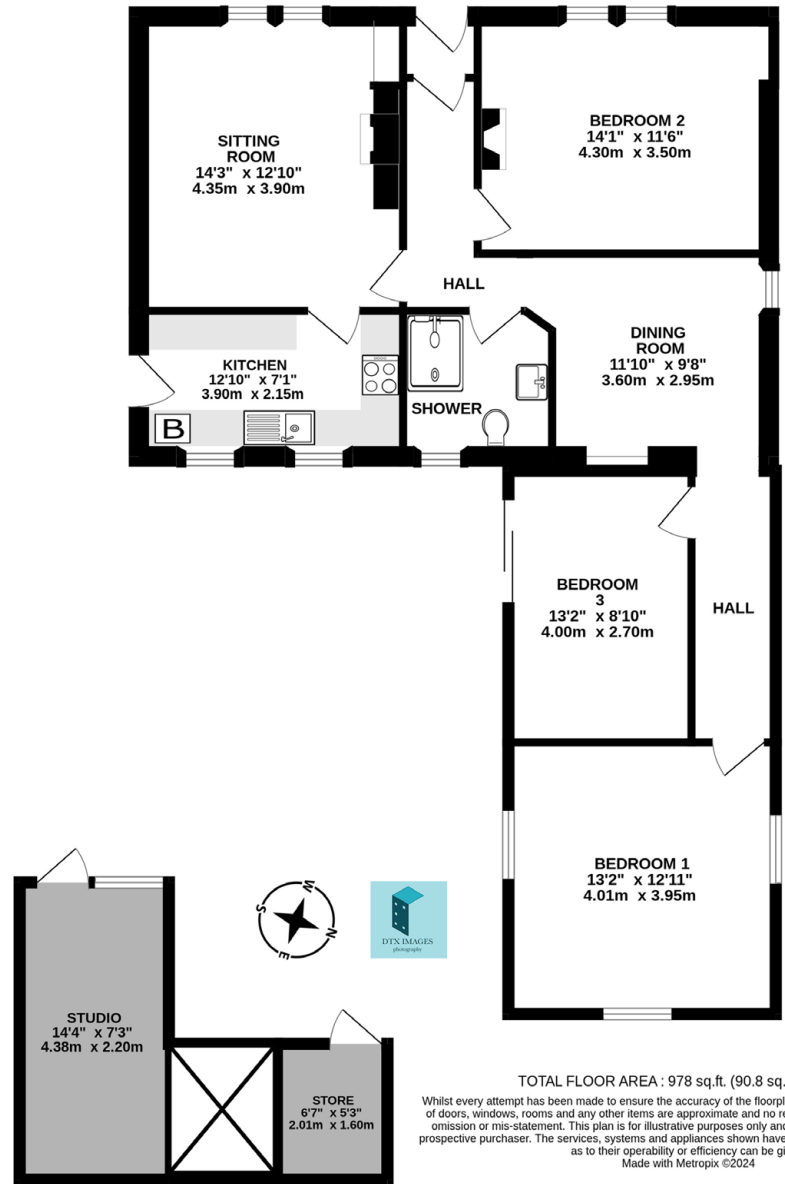 SITTING
ROOM
14'3" x 12'10"
4.35m x 3.90m
BEDROOM 2
14'1" x 11'6"
4.30m x 3.50m
HALL
KITCHEN
12'10" x 7'1"
3.90m x 2.15m
B
SHOWER
DINING
ROOM
11'10" x 9'8"
3.60m x 2.95m
BEDROOM
3
13'2" x 8'10"
4.00m x 2.70m
HALL
BEDROOM 1
13'2" x 12'11"
4.01m x 3.95m
W
S
N
E
DTX IMAGES
photography
STUDIO
14'4" x 7'3"
4.38m x 2.20m
STORE
6'7" x 5'3"
2.01m x 1.60m
TOTAL FLOOR AREA : 978 sq.ft. (90.8 sq.
Whilst every attempt has been made to ensure the accuracy of the floorpl
of doors, windows, rooms and any other items are approximate and no re
omission or mis-statement. This plan is for illustrative purposes only and
prospective purchaser. The services, systems and appliances shown have
as to their operability or efficiency can be gi
Made with Metropix ©2024